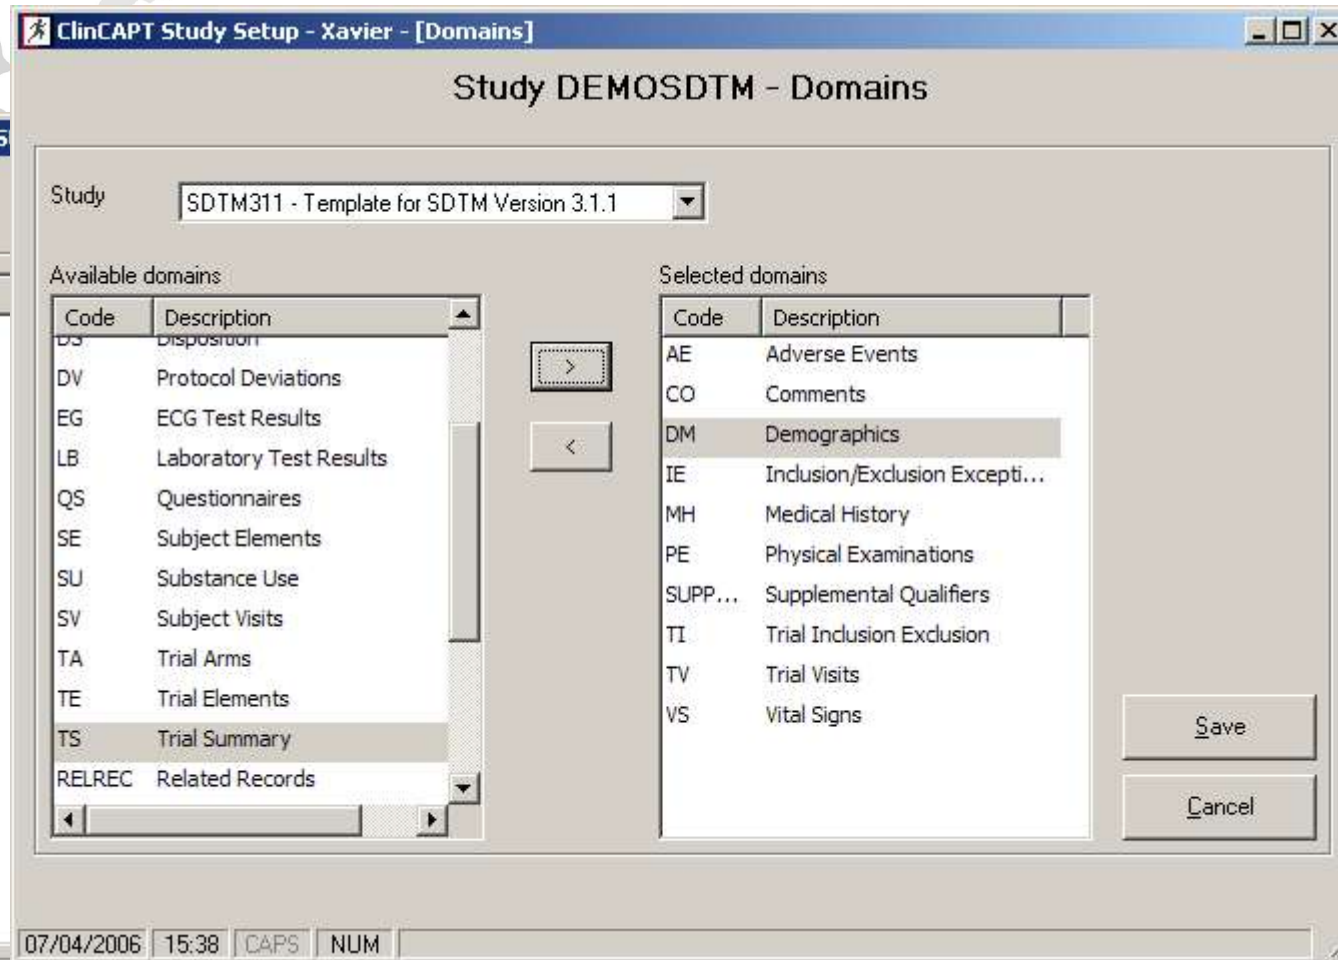 ClinCAPT Study Setup - Xavier - [Domains]
Study DEMOSDTM - Domains
Study
SDTM311 - Template for SDTM Version 3.1.1
Available domains
Code Description
DS Disposition
DV Protocol Deviations
EG ECG Test Results
LB Laboratory Test Results
QS Questionnaires
SE Subject Elements
SU Substance Use
SV Subject Visits
TA Trial Arms
TE Trial Elements
TS Trial Summary
RELREC Related Records
>
<
Selected domains
Code Description
AE Adverse Events
CO Comments
DM Demographics
IE Inclusion/Exclusion Excepti...
MH Medical History
PE Physical Examinations
SUPP... Supplemental Qualifiers
TI Trial Inclusion Exclusion
TV Trial Visits
VS Vital Signs
Save
Cancel
07/04/2006 15:38 CAPS NUM